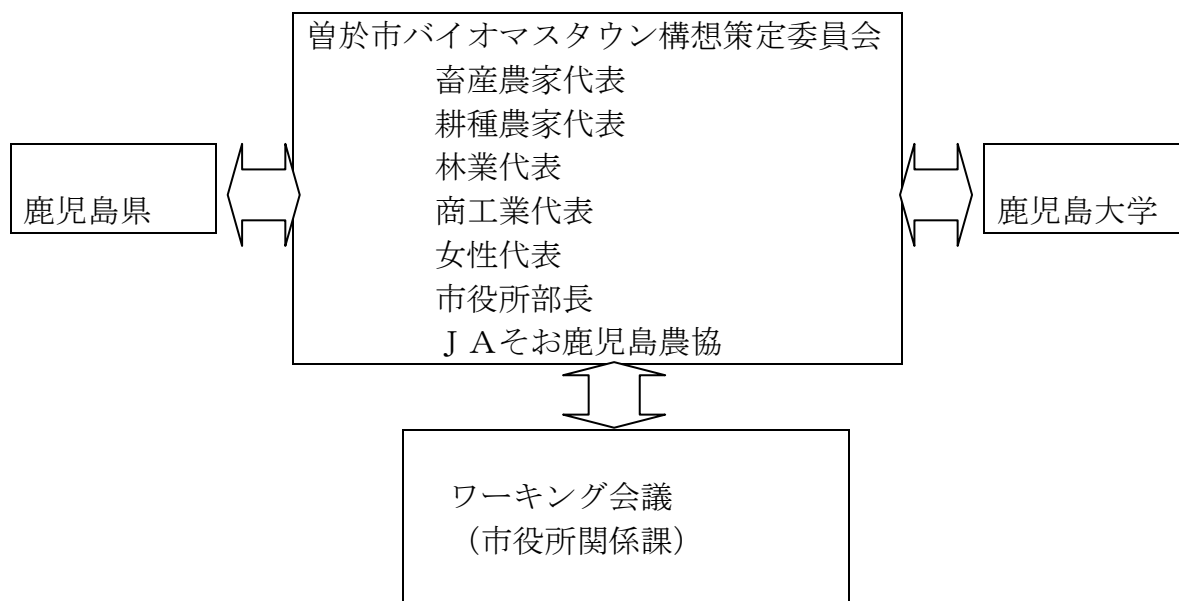 曽於市バイオマスタウン構想策定委員会
畜産農家代表
耕種農家代表
林業代表
商工業代表
女性代表
市役所部長
ＪＡそお鹿児島農協
鹿児島県
鹿児島大学
ワーキング会議
（市役所関係課）